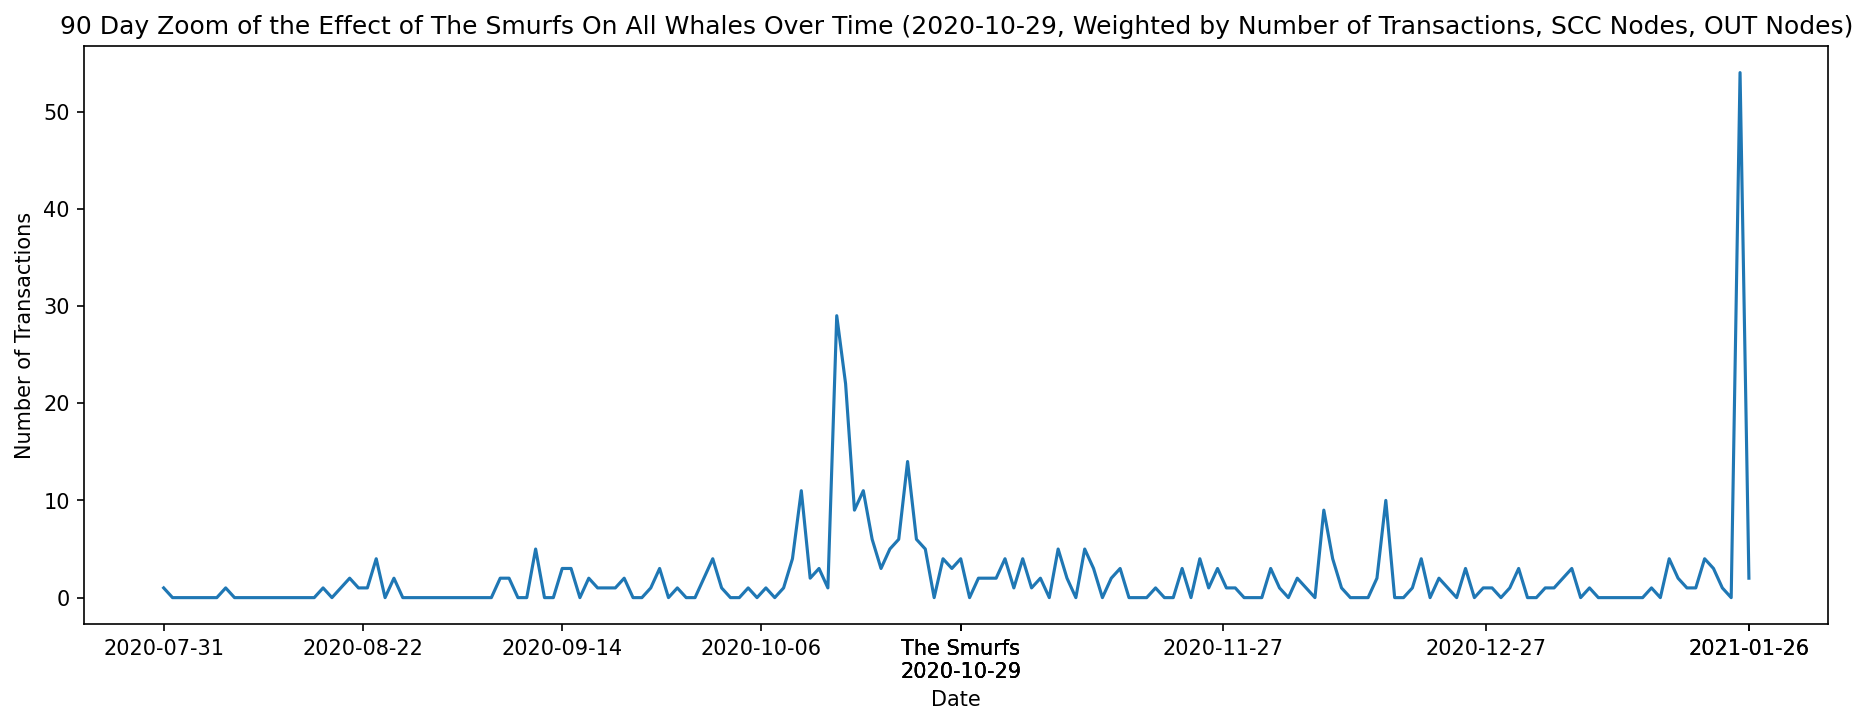 90 Day Zoom of the Effect of The Smurfs On All Whales Over Time (2020-10-29, Weighted by Number of Transactions, SCC Nodes, OUT Nodes)
Number of Transactions
50
40
30
20
10
0
2020-07-31 2020-08-22 2020-09-14 2020-10-06 The Smurfs 2020-11-27 2020-12-27 2021-01-26
2020-10-29
Date